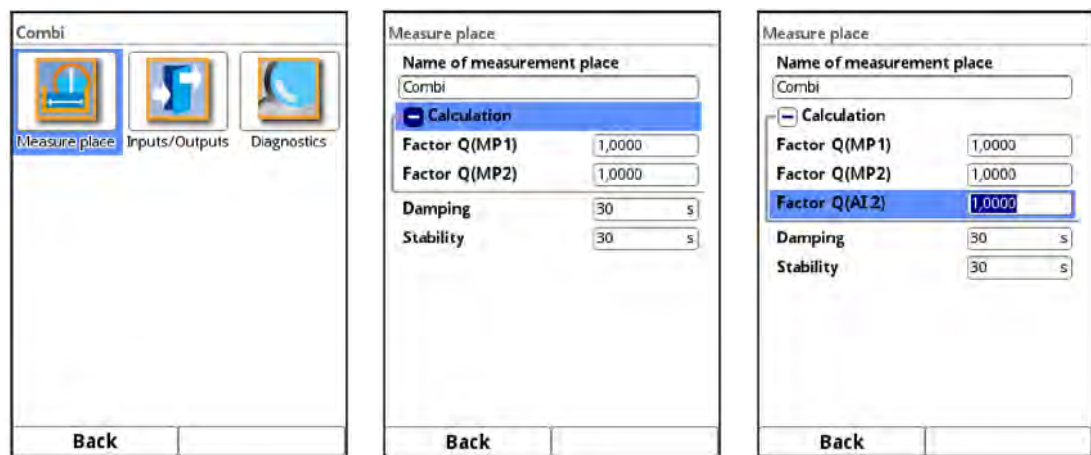 Combi
Measure place Inputs/Outputs Diagnostics
Back
Measure place
Name of measurement place
Combi
Calculation
Factor Q(MP1) 1,0000
Factor Q(MP2) 1,0000
Damping 30 s
Stability 30 s
Back
Measure place
Name of measurement place
Combi
Calculation
Factor Q(MP1) 1,0000
Factor Q(MP2) 1,0000
Factor Q(AI.2) 1,0000
Damping 30 s
Stability 30 s
Back